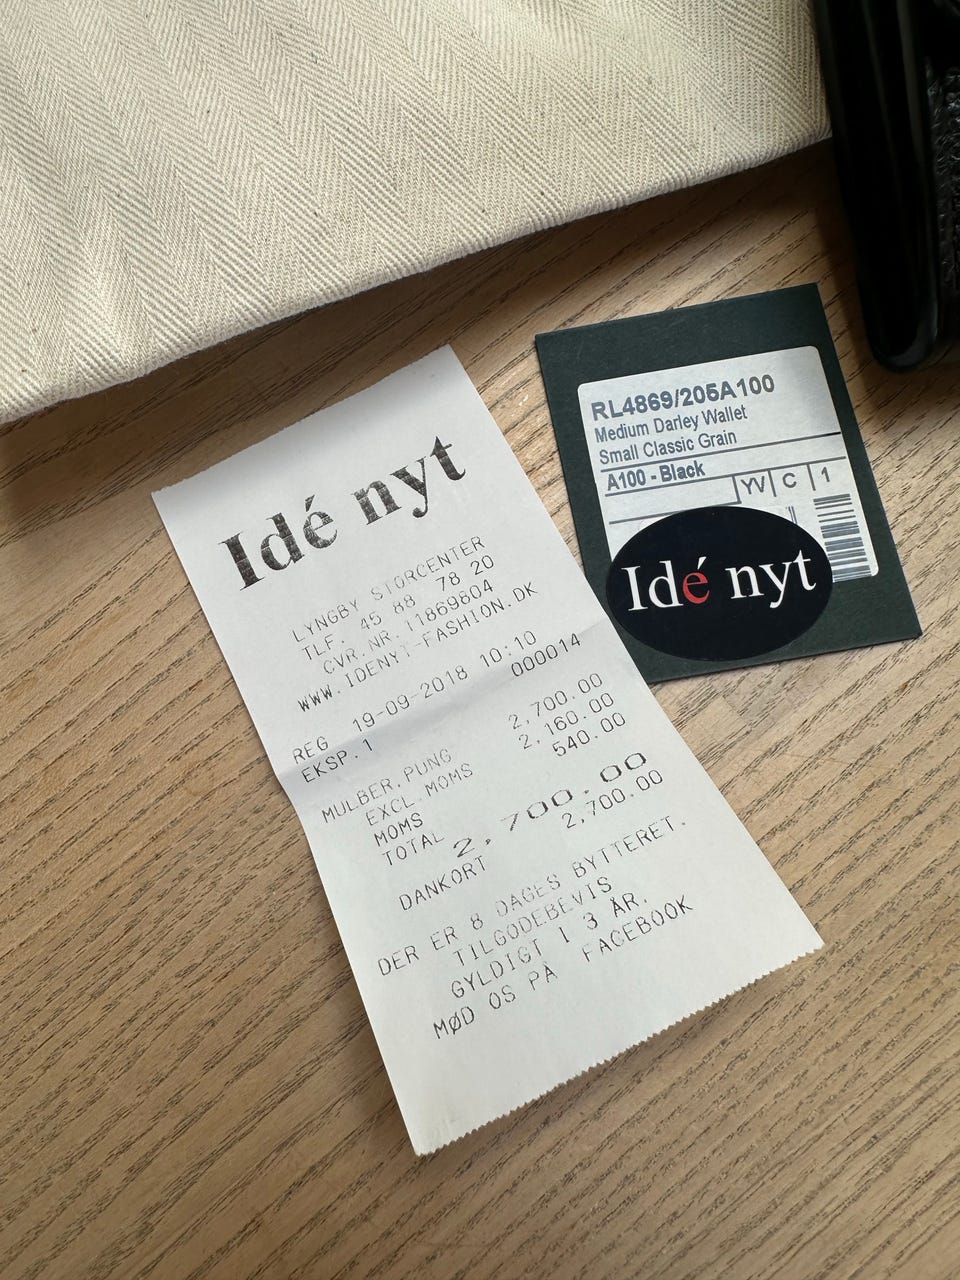 Idé nyt
LYNGBY STORCENTER
TLF. 45 88 78 20
CVR.NR.11869804
WWW.IDENYT-FASHION.DK
REG 19-09-2018 10:10
EKSP.1 000014
MULBER.PUNG 2,700.00
EXCL.MOMS 2,160.00
MOMS 540.00
TOTAL 2,700.00
DANKORT 2,700.00
DER ER 8 DAGES BYTTERET.
TILGODEBEVIS
GYLDIGT I 3 ÅR.
MØD OS PÅ FACEBOOK
RL4869/205A100
Medium Darley Wallet
Small Classic Grain
A100 - Black
YV C 1
Idé nyt